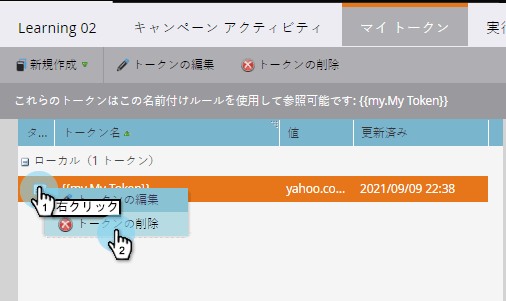 Learning 02 キャンペーン アクティビティ マイ トークン 実行
新規作成 トークンの編集 トークンの削除
これらのトークンはこの名前付けルールを使用して参照可能です: {{my.My Token}}
タ... トークン名 値 更新済み
ローカル（1 トークン）
{{my.My Token}} yahoo.co... 2021/09/09 22:38
1 右クリック トークンの編集
トークンの削除
2